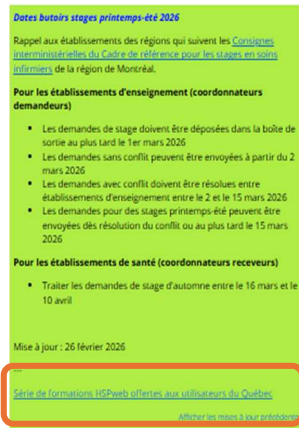 Dates butoirs stages printemps-été 2026
Rappel aux établissements des régions qui suivent les Consignes
interministérielles du Cadre de référence pour les stages en soins
infirmiers de la région de Montréal.
Pour les établissements d'enseignement (coordonnateurs
demandeurs)
• Les demandes de stage doivent être déposées dans la boîte de
sortie au plus tard le 1er mars 2026
• Les demandes sans conflit peuvent être envoyées à partir du 2
mars 2026
• Les demandes avec conflit doivent être résolues entre
établissements d'enseignement entre le 2 et le 15 mars 2026
• Les demandes pour des stages printemps-été peuvent être
envoyées dès résolution du conflit ou au plus tard le 15 mars
2026
Pour les établissements de santé (coordonnateurs receveurs)
• Traiter les demandes de stage d'automne entre le 16 mars et le
10 avril
Mise à jour : 26 février 2026
---
Série de formations HSPweb offertes aux utilisateurs du Québec
Afficher les mises à jour précédente